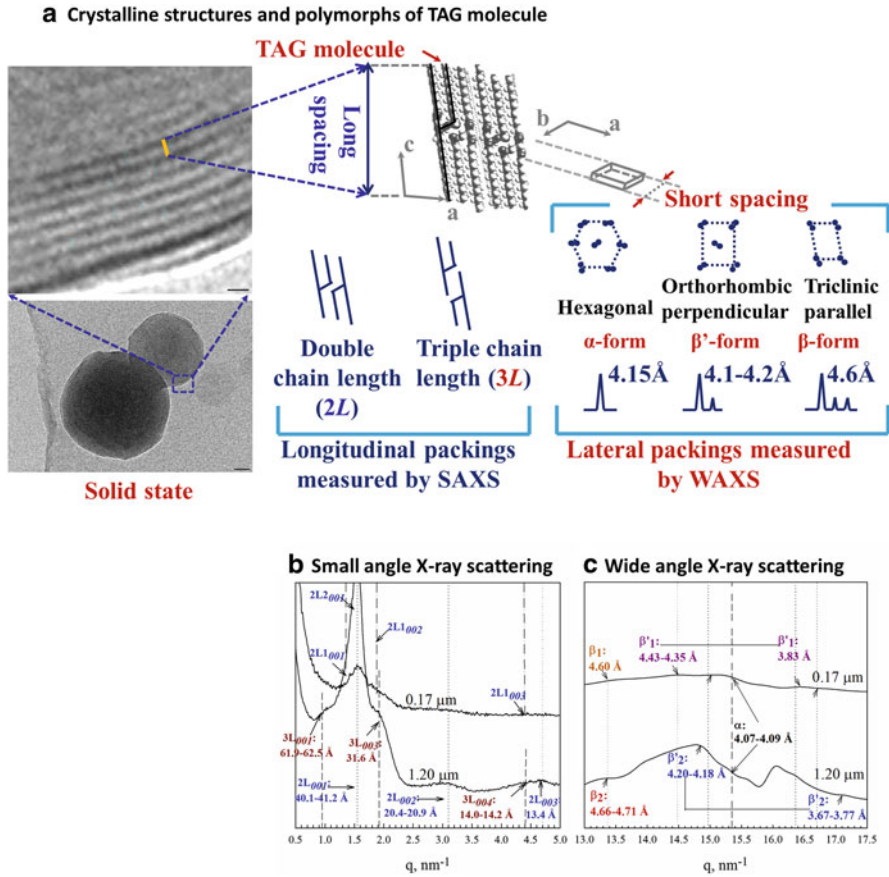 a Crystalline structures and polymorphs of TAG molecule
TAG molecule
Long
spacing
c
a
b
a
Short spacing
Hexagonal
Orthorhombic
perpendicular
Triclinic
parallel
α-form
β'-form
β-form
4.15Å
4.1-4.2Å
4.6Å
Double
chain length
(2L)
Triple chain
length (3L)
Solid state
Longitudinal packings
measured by SAXS
Lateral packings measured
by WAXS
b Small angle X-ray scattering
2L2001
2L1002
2L1001
2L1003
0.17 µm
3L001:
61.9-62.5 Å
3L003:
31.6 Å
1.20 µm
2L001:
40.1-41.2 Å
2L002:
20.4-20.9 Å
3L004:
14.0-14.2 Å
2L003:
13.4 Å
0.5 0.9 1.5 2.0 2.5 3.0 3.5 4.0 4.5 5.0
q, nm-1
c Wide angle X-ray scattering
β1:
4.60 Å
β'1:
4.43-4.35 Å
β'1:
3.83 Å
0.17 µm
α:
4.07-4.09 Å
β'2:
4.20-4.18 Å
1.20 µm
β2:
4.66-4.71 Å
β'2:
3.67-3.77 Å
13.0 13.5 14.0 14.5 15.0 15.5 16.0 16.5 17.0 17.5
q, nm-1